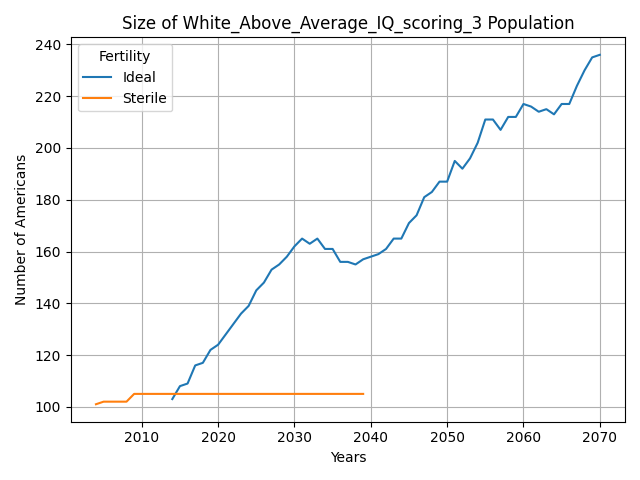 Size of White_Above_Average_IQ_scoring_3 Population
Fertility
Ideal
Sterile
Number of Americans
240
220
200
180
160
140
120
100
2010 2020 2030 2040 2050 2060 2070
Years